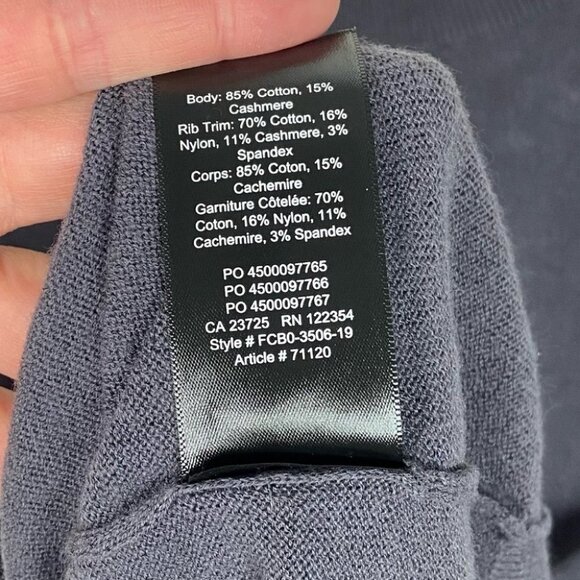 Body: 85% Cotton, 15%
Cashmere
Rib Trim: 70% Cotton, 16%
Nylon, 11% Cashmere, 3%
Spandex
Corps: 85% Coton, 15%
Cachemire
Garniture Côtelée: 70%
Coton, 16% Nylon, 11%
Cachemire, 3% Spandex
PO 4500097765
PO 4500097766
PO 4500097767
CA 23725 RN 122354
Style # FCB0-3506-19
Article # 71120